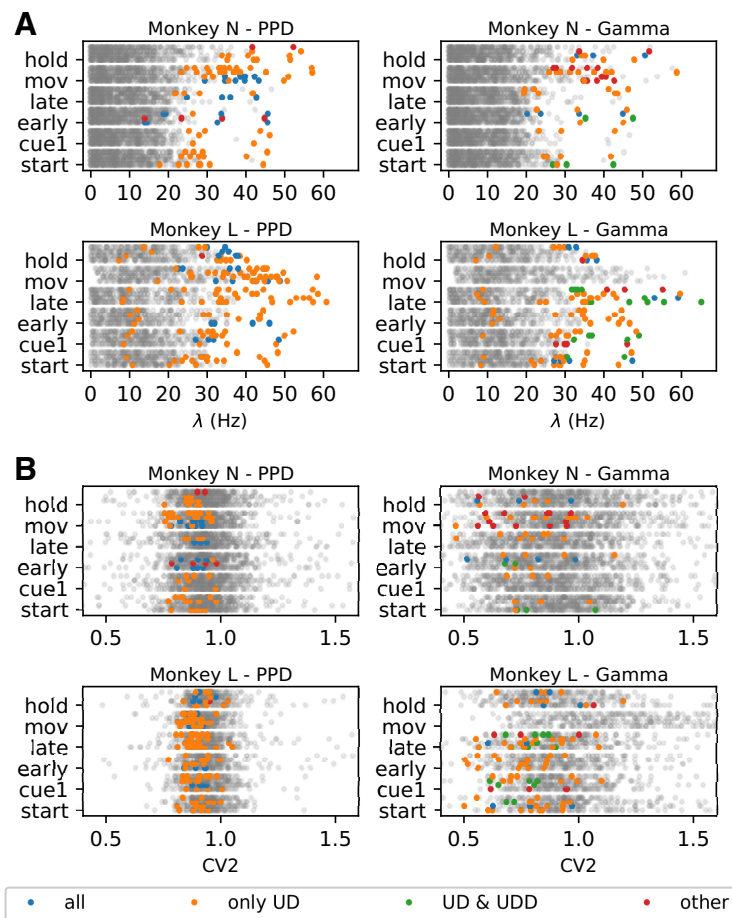 A
Monkey N - PPD
Monkey N - Gamma
hold
mov
late
early
cue1
start
0 10 20 30 40 50 60
0 10 20 30 40 50 60
Monkey L - PPD
Monkey L - Gamma
hold
mov
late
early
cue1
start
hold
mov
late
early
cue1
start
0 10 20 30 40 50 60
0 10 20 30 40 50 60
λ (Hz)
λ (Hz)
B
Monkey N - PPD
Monkey N - Gamma
hold
mov
late
early
cue1
start
hold
mov
late
early
cue1
start
0.5 1.0 1.5
0.5 1.0 1.5
Monkey L - PPD
Monkey L - Gamma
hold
mov
late
early
cue1
start
hold
mov
late
early
cue1
start
0.5 1.0 1.5
0.5 1.0 1.5
CV2
CV2
all only UD UD & UDD other